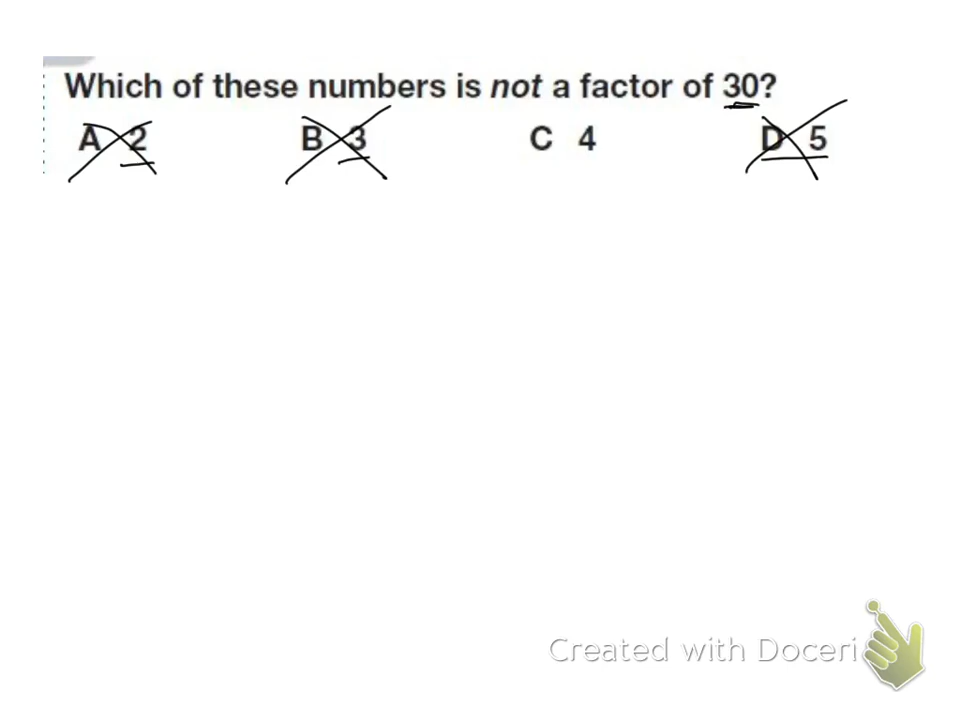 Which of these numbers is not a factor of 30?
A 2 B 3 C 4 D 5
Created with Doceri